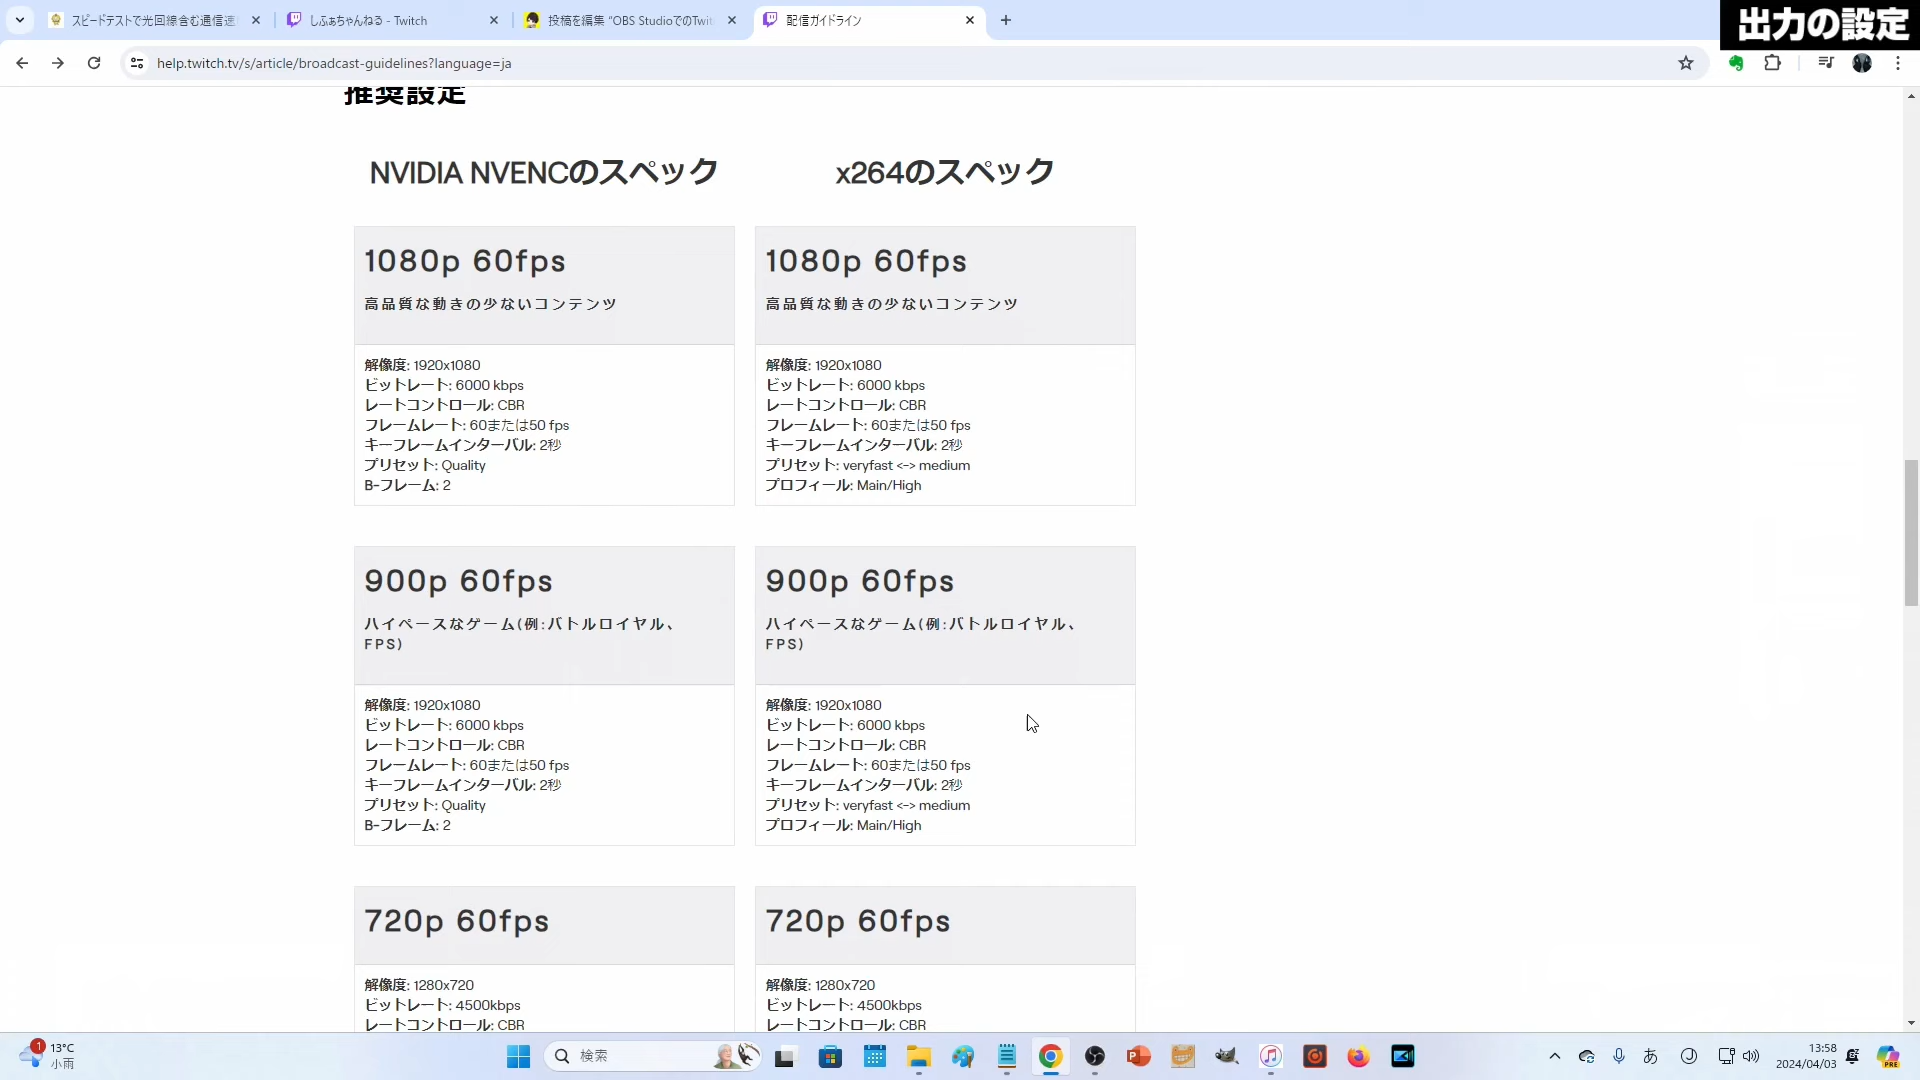 スピードテストで光回線含む通信速
しふぁちゃんねる - Twitch
投稿を編集 “OBS StudioでのTwit
配信ガイドライン
出力の設定
help.twitch.tv/s/article/broadcast-guidelines?language=ja
推奨設定
NVIDIA NVENCのスペック
x264のスペック
1080p 60fps
高品質な動きの少ないコンテンツ
解像度: 1920x1080
ビットレート: 6000 kbps
レートコントロール: CBR
フレームレート: 60または50 fps
キーフレームインターバル: 2秒
プリセット: Quality
B-フレーム: 2
1080p 60fps
高品質な動きの少ないコンテンツ
解像度: 1920x1080
ビットレート: 6000 kbps
レートコントロール: CBR
フレームレート: 60または50 fps
キーフレームインターバル: 2秒
プリセット: veryfast <-> medium
プロフィール: Main/High
900p 60fps
ハイペースなゲーム(例:バトルロイヤル、
FPS)
解像度: 1920x1080
ビットレート: 6000 kbps
レートコントロール: CBR
フレームレート: 60または50 fps
キーフレームインターバル: 2秒
プリセット: Quality
B-フレーム: 2
900p 60fps
ハイペースなゲーム(例:バトルロイヤル、
FPS)
解像度: 1920x1080
ビットレート: 6000 kbps
レートコントロール: CBR
フレームレート: 60または50 fps
キーフレームインターバル: 2秒
プリセット: veryfast <-> medium
プロフィール: Main/High
720p 60fps
解像度: 1280x720
ビットレート: 4500kbps
レートコントロール: CBR
720p 60fps
解像度: 1280x720
ビットレート: 4500kbps
レートコントロール: CBR
1
13°C
小雨
検索
あ
13:58
2024/04/03
PRE